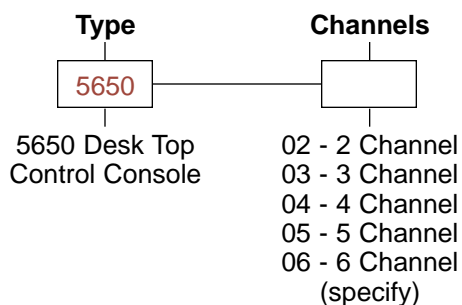 Type
Channels
5650
5650 Desk Top
Control Console
02 - 2 Channel
03 - 3 Channel
04 - 4 Channel
05 - 5 Channel
06 - 6 Channel
(specify)